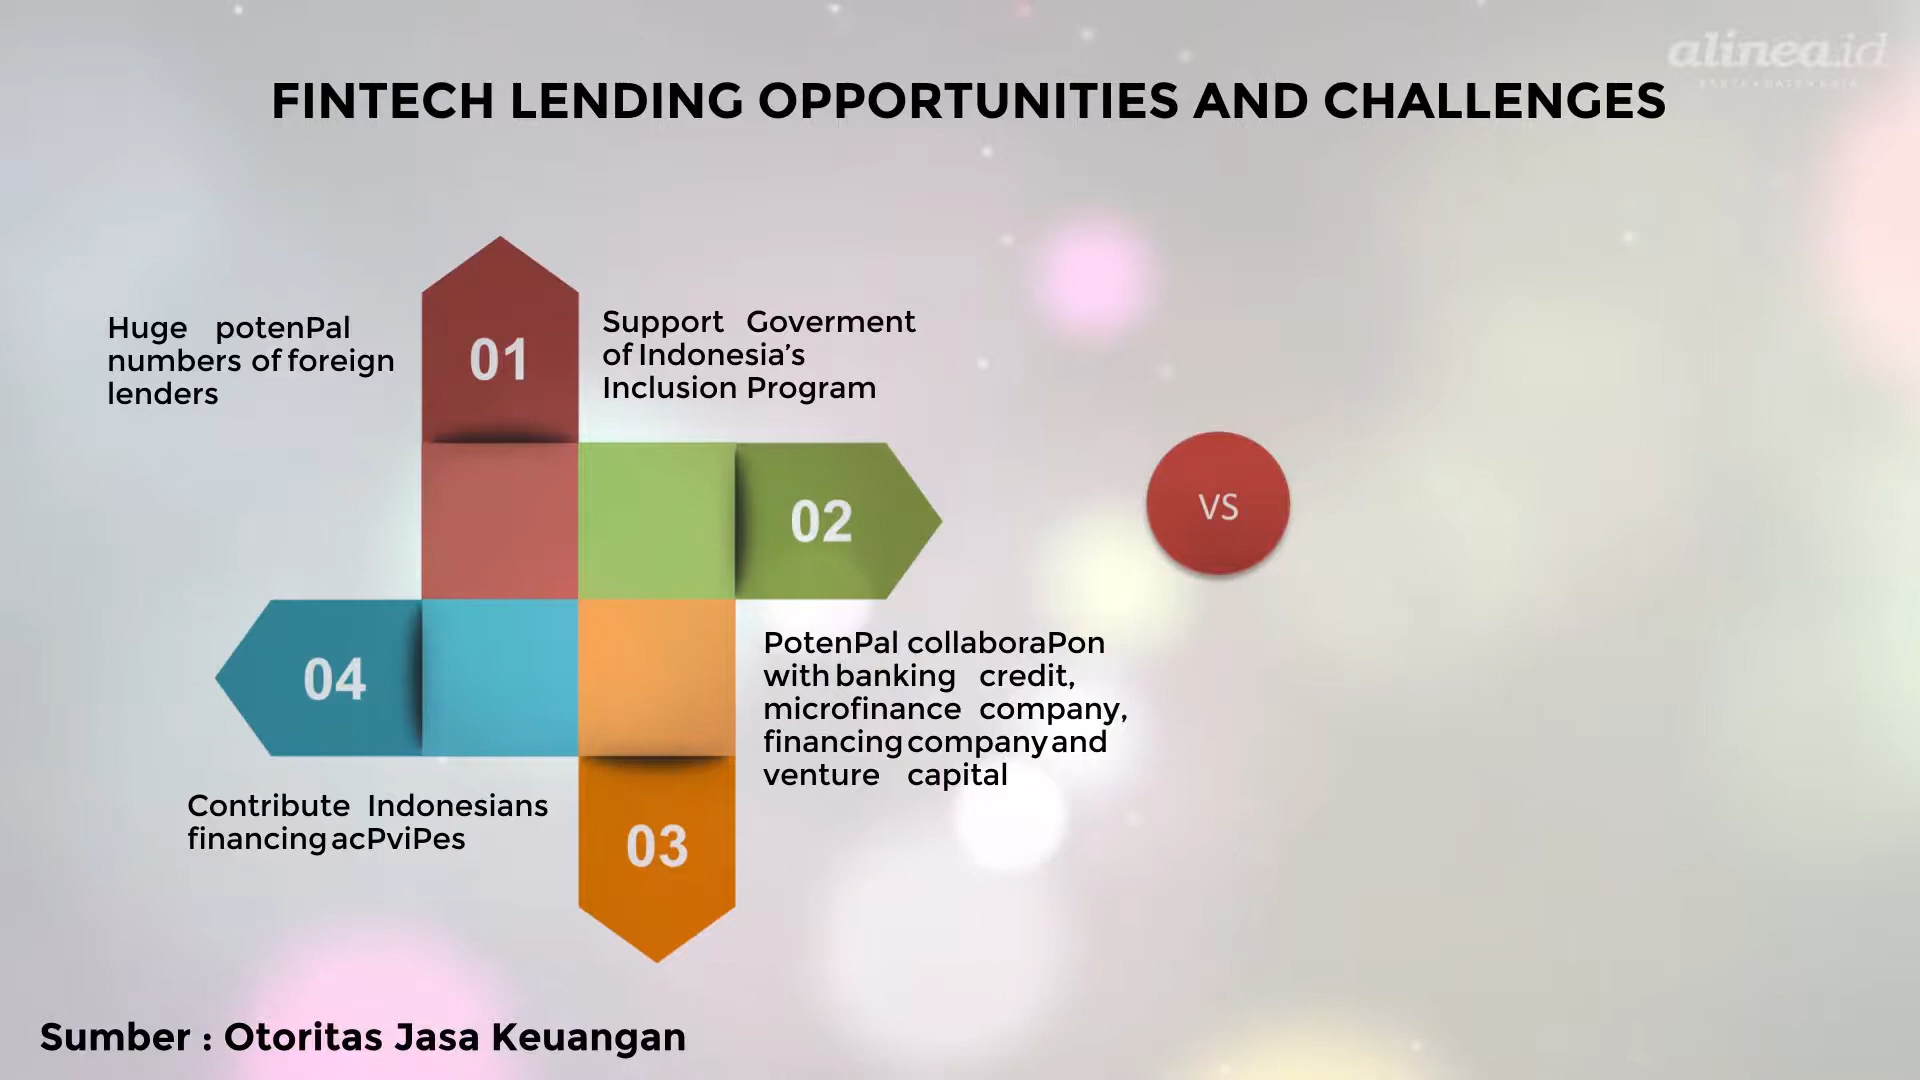 alinea.id
FINTECH LENDING OPPORTUNITIES AND CHALLENGES
Huge potenPal
numbers of foreign
lenders
01
Support Goverment
of Indonesia’s
Inclusion Program
02
VS
04
PotenPal collaboraPon
with banking credit,
microfinance company,
financing company and
venture capital
Contribute Indonesians
financing acPviPes
03
Sumber : Otoritas Jasa Keuangan